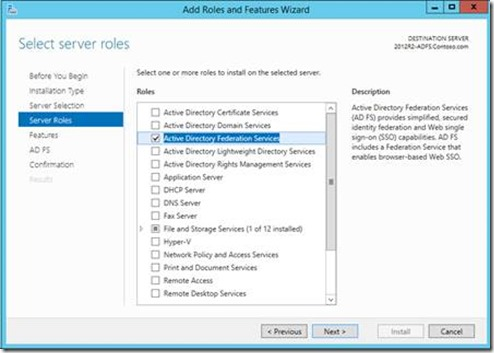 Add Roles and Features Wizard
Select server roles
DESTINATION SERVER
2012R2-ADFS.Contoso.com
Before You Begin
Installation Type
Server Selection
Server Roles
Features
AD FS
Confirmation
Results
Select one or more roles to install on the selected server.
Roles
Active Directory Certificate Services
Active Directory Domain Services
Active Directory Federation Services
Active Directory Lightweight Directory Services
Active Directory Rights Management Services
Application Server
DHCP Server
DNS Server
Fax Server
File and Storage Services (1 of 12 installed)
Hyper-V
Network Policy and Access Services
Print and Document Services
Remote Access
Remote Desktop Services
Description
Active Directory Federation Services
(AD FS) provides simplified, secured
identity federation and Web single
sign-on (SSO) capabilities. AD FS
includes a Federation Service that
enables browser-based Web SSO.
< Previous
Next >
Install
Cancel